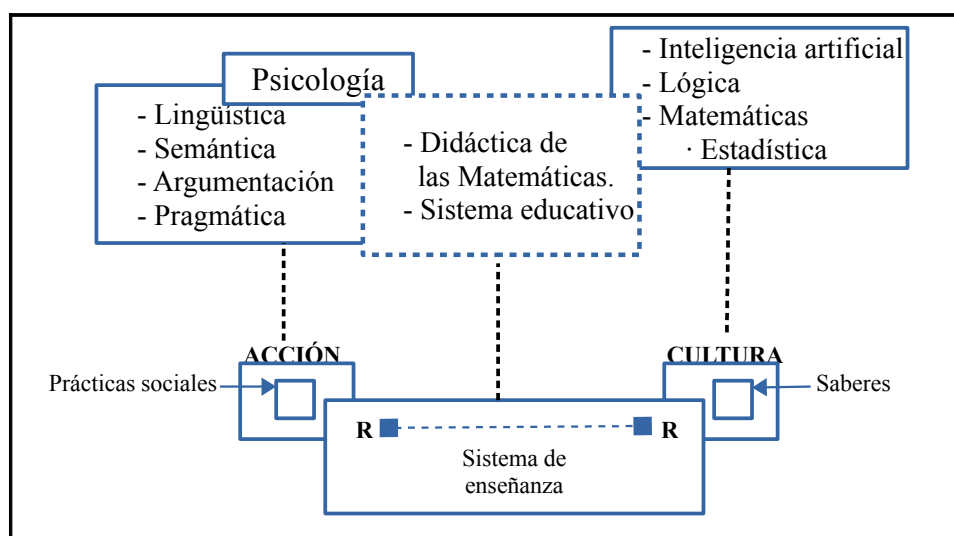 Psicología
- Lingüística
- Semántica
- Argumentación
- Pragmática
- Didáctica de
las Matemáticas.
- Sistema educativo
- Inteligencia artificial
- Lógica
- Matemáticas
· Estadística
ACCIÓN
CULTURA
Prácticas sociales
Saberes
R
R
Sistema de
enseñanza